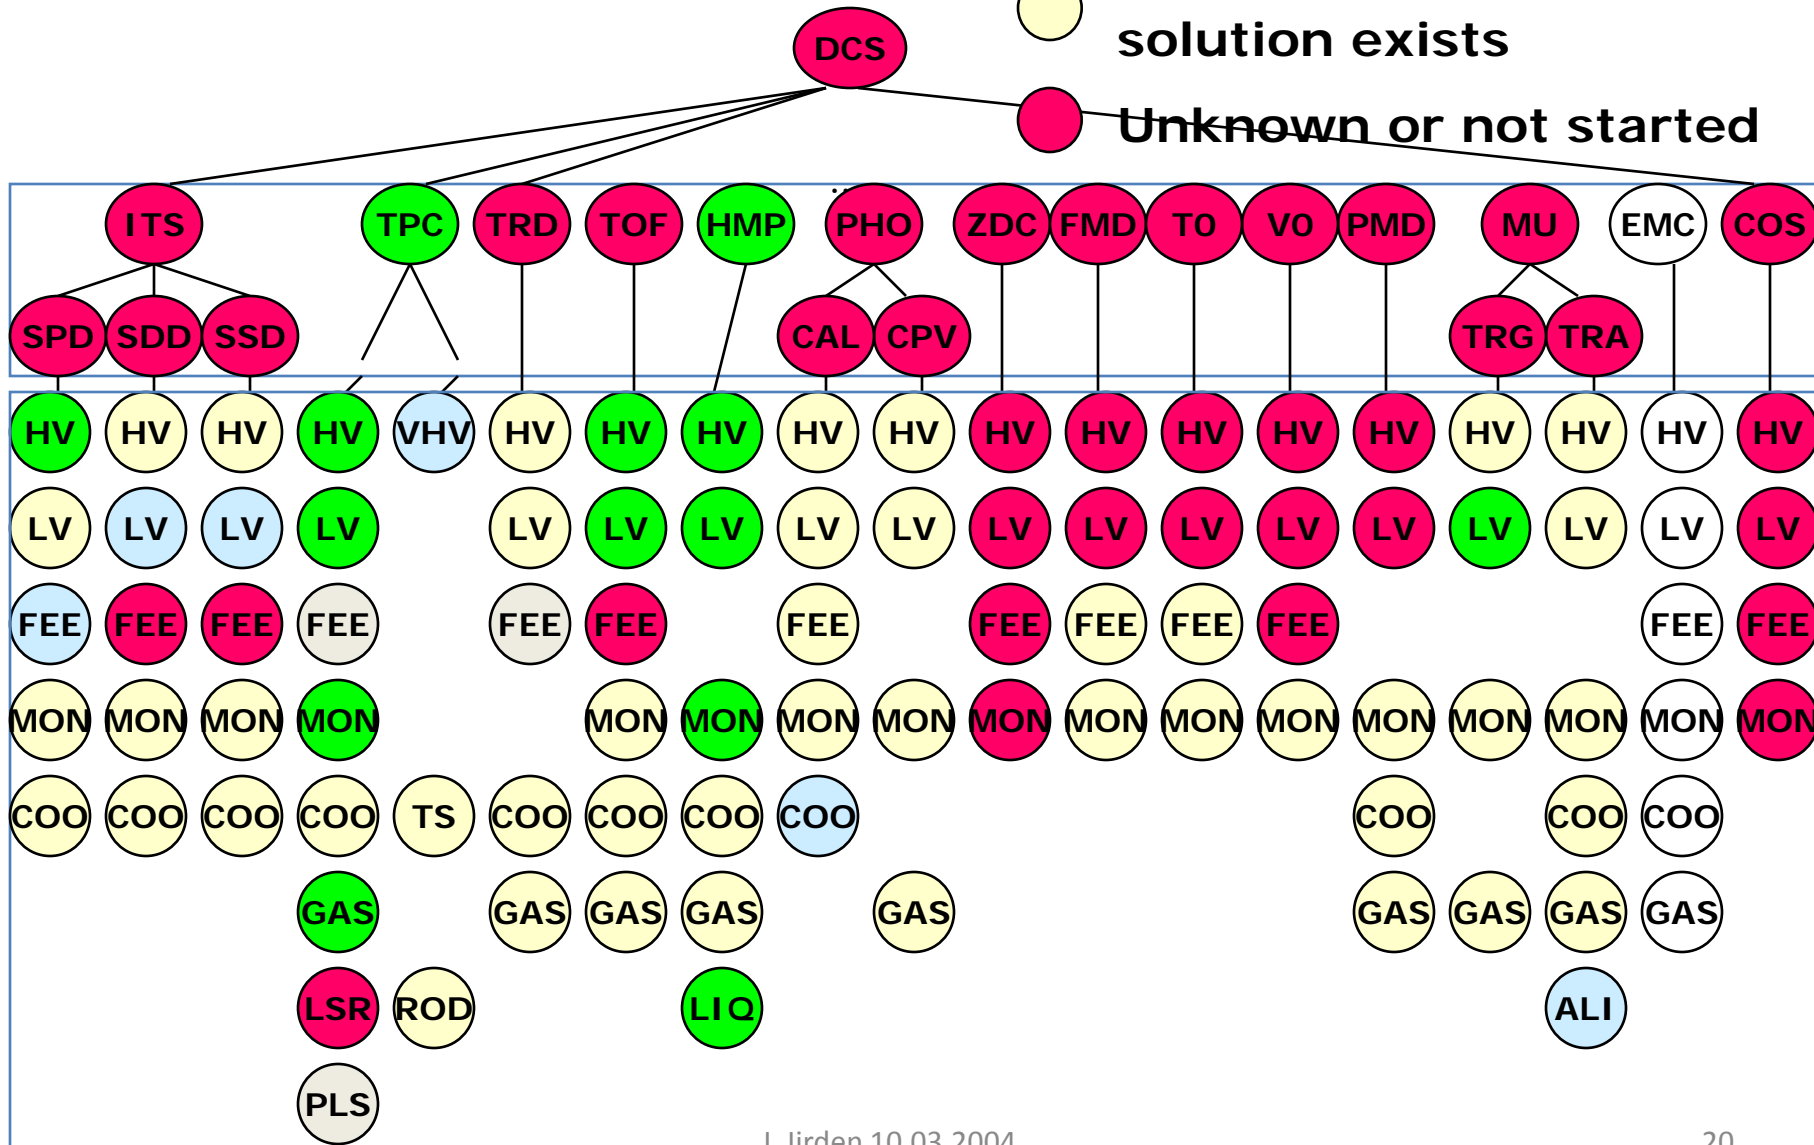 DCS
solution exists
Unknown or not started
..
ITS TPC TRD TOF HMP PHO ZDC FMD T0 V0 PMD MU EMC COS
SPD SDD SSD CAL CPV TRG TRA
HV HV HV HV VHV HV HV HV HV HV HV HV HV HV HV HV HV HV HV
LV LV LV LV LV LV LV LV LV LV LV LV LV LV LV LV LV LV
FEE FEE FEE FEE FEE FEE FEE FEE FEE FEE FEE FEE FEE
MON MON MON MON MON MON MON MON MON MON MON MON MON MON MON MON MON
COO COO COO COO TS COO COO COO COO COO COO COO
GAS GAS GAS GAS GAS GAS GAS GAS GAS
LSR ROD LIQ ALI
PLS
10.03.2004
20